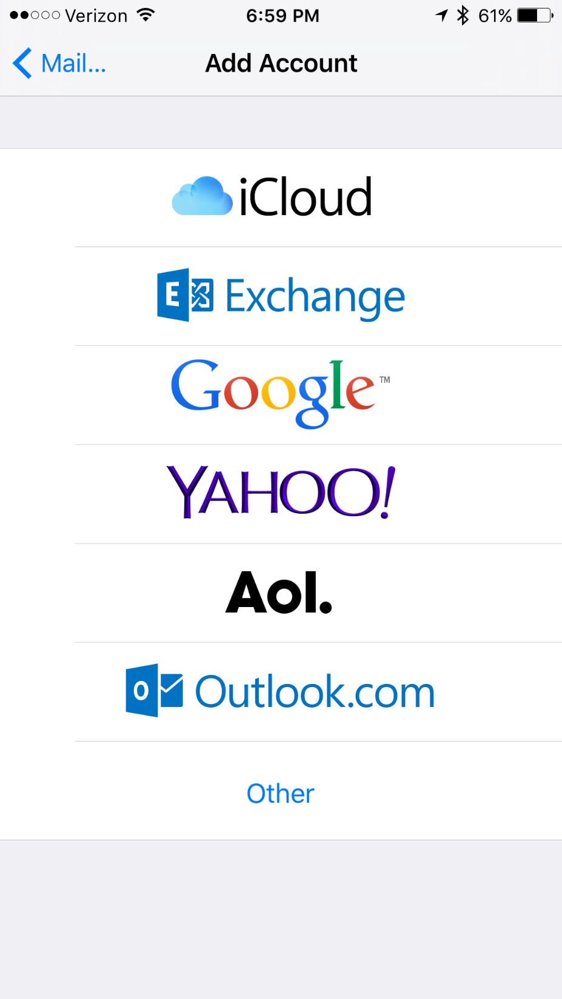 Verizon 6:59 PM 61%
Mail... Add Account
iCloud
E Exchange
Google™
YAHOO!
Aol.
O Outlook.com
Other